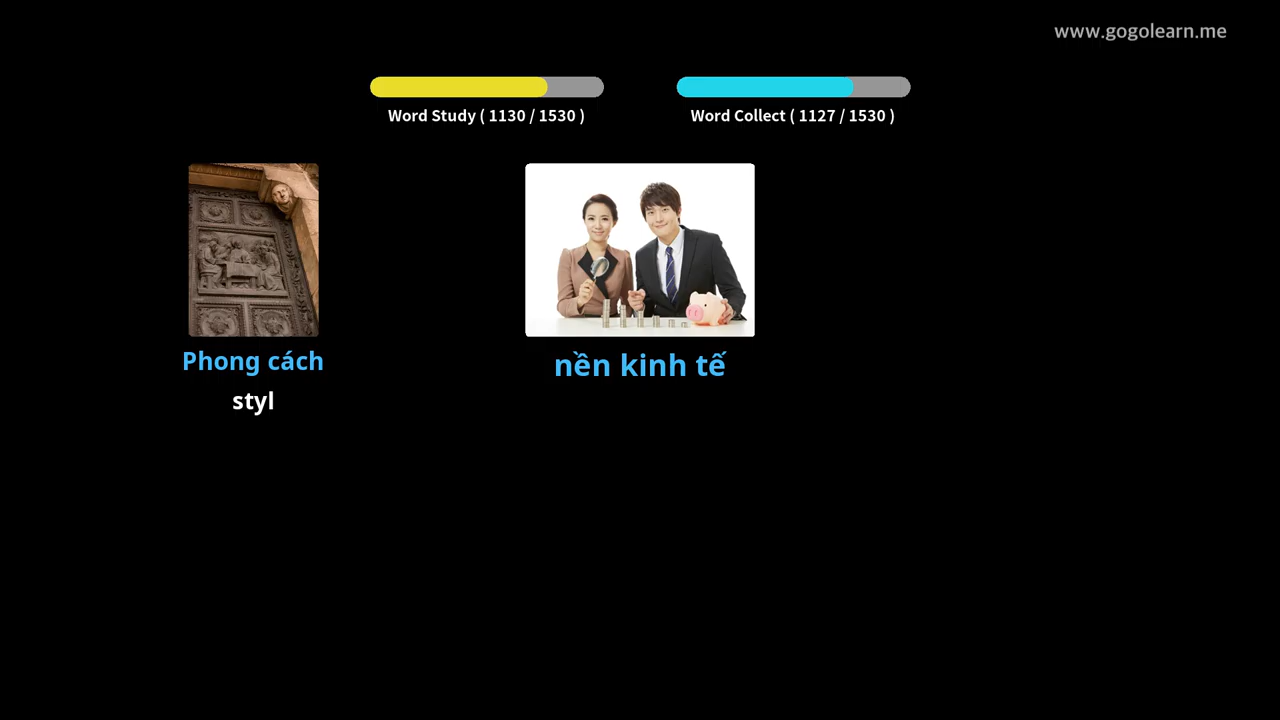 www.gogolearn.me
Word Study ( 1130 / 1530 )
Word Collect ( 1127 / 1530 )
Phong cách
styl
nền kinh tế